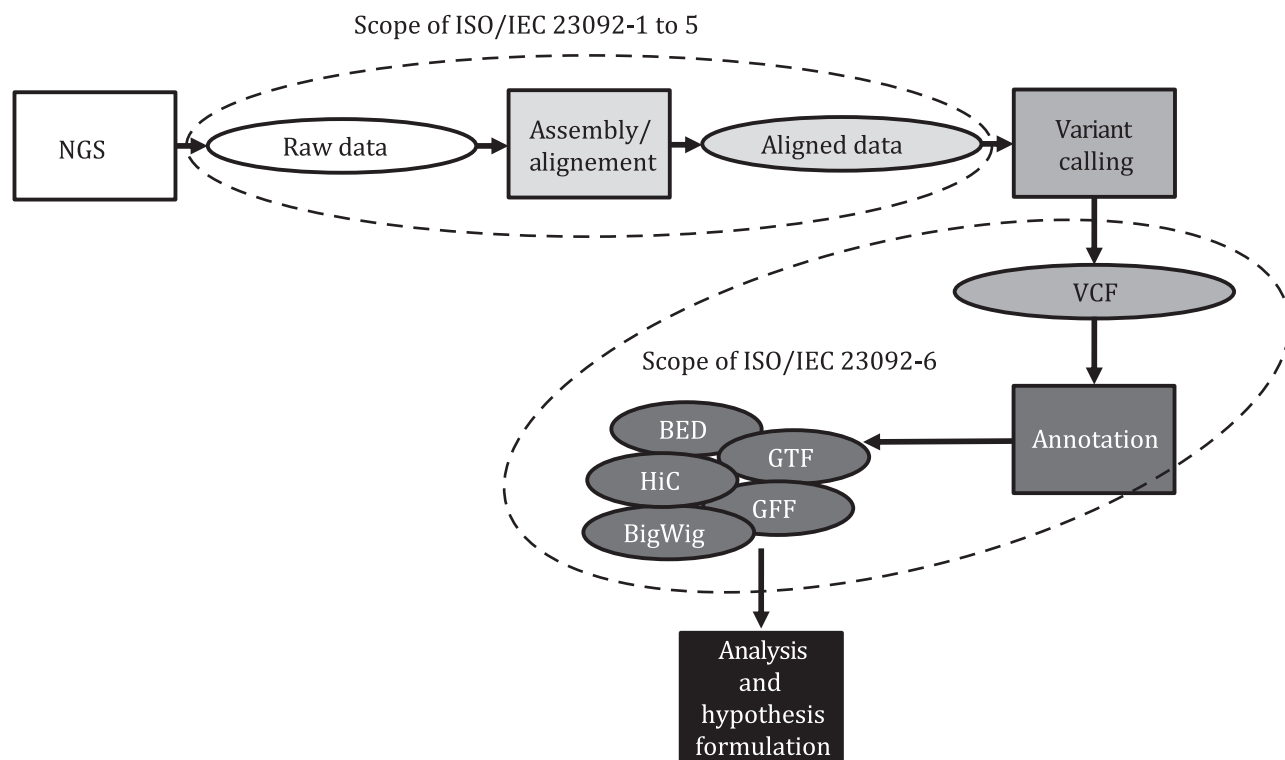 Scope of ISO/IEC 23092-1 to 5
NGS
Raw data
Assembly/
alignement
Aligned data
Variant
calling
VCF
Scope of ISO/IEC 23092-6
Annotation
BED
GTF
HiC
GFF
BigWig
Analysis
and
hypothesis
formulation